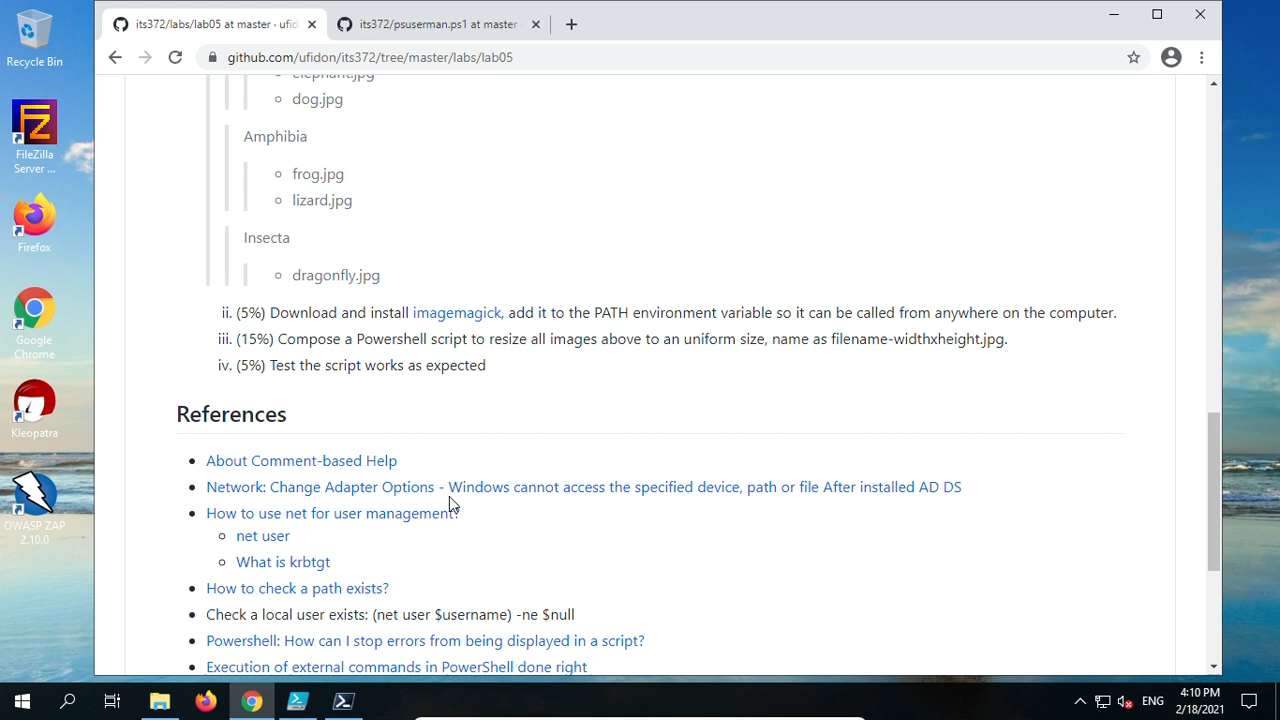 Recycle Bin
FileZilla
Server ...
Firefox
Google
Chrome
Kleopatra
OWASP ZAP
2.10.0
its372/labs/lab05 at master · ufid
its372/psuserman.ps1 at master
github.com/ufidon/its372/tree/master/labs/lab05
elephant.jpg
dog.jpg
Amphibia
frog.jpg
lizard.jpg
Insecta
dragonfly.jpg
ii. (5%) Download and install imagemagick, add it to the PATH environment variable so it can be called from anywhere on the computer.
iii. (15%) Compose a Powershell script to resize all images above to an uniform size, name as filename-widthxheight.jpg.
iv. (5%) Test the script works as expected
References
About Comment-based Help
Network: Change Adapter Options - Windows cannot access the specified device, path or file After installed AD DS
How to use net for user management?
net user
What is krbtgt
How to check a path exists?
Check a local user exists: (net user $username) -ne $null
Powershell: How can I stop errors from being displayed in a script?
Execution of external commands in PowerShell done right
ENG
4:10 PM
2/18/2021